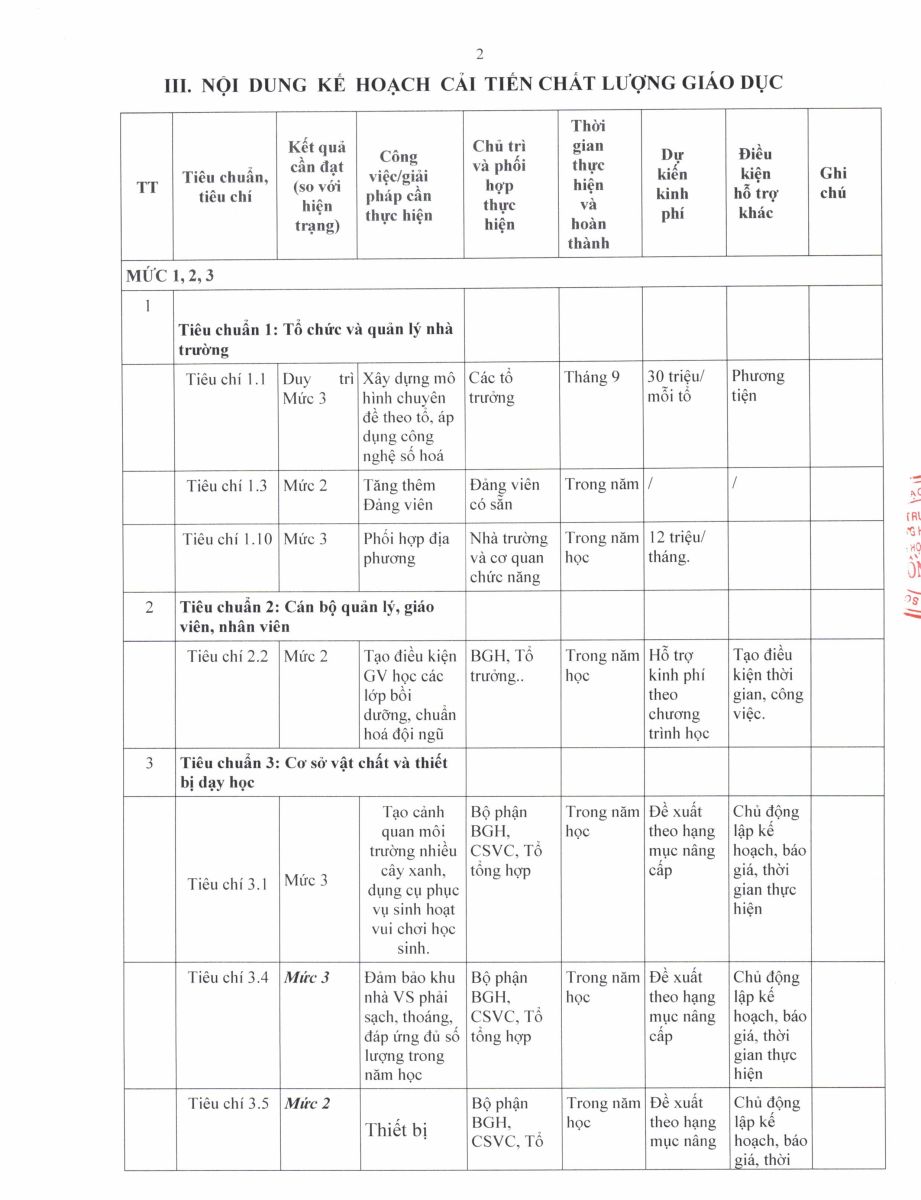 2
III. NỘI DUNG KẾ HOẠCH CẢI TIẾN CHẤT LƯỢNG GIÁO DỤC
TT
Tiêu chuẩn,
tiêu chí
Kết quả
cần đạt
(so với
hiện
trạng)
Công
việc/giải
pháp cần
thực hiện
Chủ trì
và phối
hợp
thực
hiện
Thời
gian
thực
hiện
và
hoàn
thành
Dự
kiến
kinh
phí
Điều
kiện
hỗ trợ
khác
Ghi
chú
MỨC 1, 2, 3
1
Tiêu chuẩn 1: Tổ chức và quản lý nhà
trường
Tiêu chí 1.1
Duy trì
Mức 3
Xây dựng mô
hình chuyên
đề theo tổ, áp
dụng công
nghệ số hoá
Các tổ
trưởng
Tháng 9
30 triệu/
mỗi tổ
Phương
tiện
Tiêu chí 1.3
Mức 2
Tăng thêm
Đảng viên
Đảng viên
có sẵn
Trong năm
/
/
Tiêu chí 1.10
Mức 3
Phối hợp địa
phương
Nhà trường
và cơ quan
chức năng
Trong năm
học
12 triệu/
tháng.
2
Tiêu chuẩn 2: Cán bộ quản lý, giáo
viên, nhân viên
Tiêu chí 2.2
Mức 2
Tạo điều kiện
GV học các
lớp bồi
dưỡng, chuẩn
hoá đội ngũ
BGH, Tổ
trưởng..
Trong năm
học
Hỗ trợ
kinh phí
theo
chương
trình học
Tạo điều
kiện thời
gian, công
việc.
3
Tiêu chuẩn 3: Cơ sở vật chất và thiết
bị dạy học
Tiêu chí 3.1
Mức 3
Tạo cảnh
quan môi
trường nhiều
cây xanh,
dụng cụ phục
vụ sinh hoạt
vui chơi học
sinh.
Bộ phận
BGH,
CSVC, Tổ
tổng hợp
Trong năm
học
Đề xuất
theo hạng
mục nâng
cấp
Chủ động
lập kế
hoạch, báo
giá, thời
gian thực
hiện
Tiêu chí 3.4
Mức 3
Đảm bảo khu
nhà VS phải
sạch, thoáng,
đáp ứng đủ số
lượng trong
năm học
Bộ phận
BGH,
CSVC, Tổ
tổng hợp
Trong năm
học
Đề xuất
theo hạng
mục nâng
cấp
Chủ động
lập kế
hoạch, báo
giá, thời
gian thực
hiện
Tiêu chí 3.5
Mức 2
Thiết bị
Bộ phận
BGH,
CSVC, Tổ
Trong năm
học
Đề xuất
theo hạng
mục nâng
Chủ động
lập kế
hoạch, báo
giá, thời